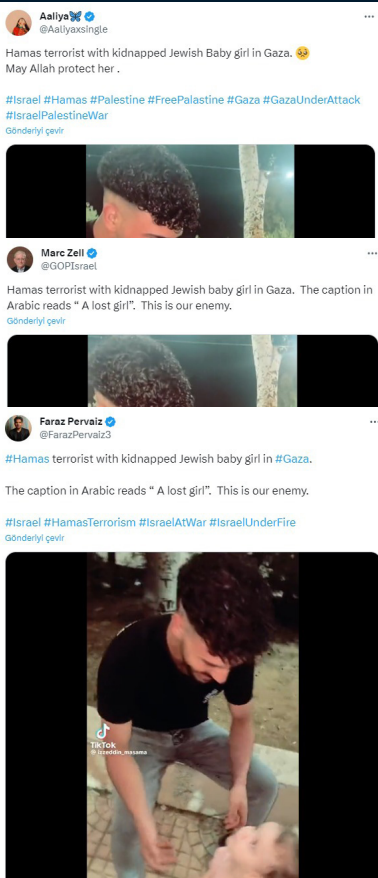 Aaliya
@Aaliyaxsingle
Hamas terrorist with kidnapped Jewish Baby girl in Gaza. 🥺
May Allah protect her .
#Israel #Hamas #Palestine #FreePalastine #Gaza #GazaUnderAttack
#IsraelPalestineWar
Gönderiyi çevir
Marc Zell
@GOPIsrael
Hamas terrorist with kidnapped Jewish baby girl in Gaza. The caption in
Arabic reads “ A lost girl”. This is our enemy.
Gönderiyi çevir
Faraz Pervaiz
@FarazPervaiz3
#Hamas terrorist with kidnapped Jewish baby girl in #Gaza.
The caption in Arabic reads “ A lost girl”. This is our enemy.
#Israel #HamasTerrorism #IsraelAtWar #IsraelUnderFire
Gönderiyi çevir
TikTok
@izzeddin_masama